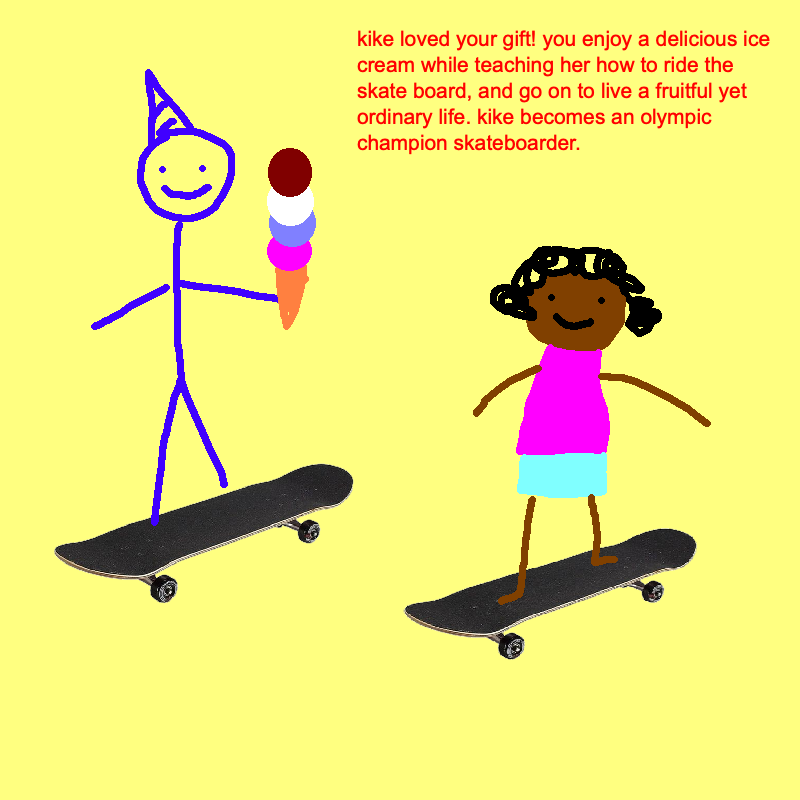 kike loved your gift! you enjoy a delicious ice
cream while teaching her how to ride the
skate board, and go on to live a fruitful yet
ordinary life. kike becomes an olympic
champion skateboarder.